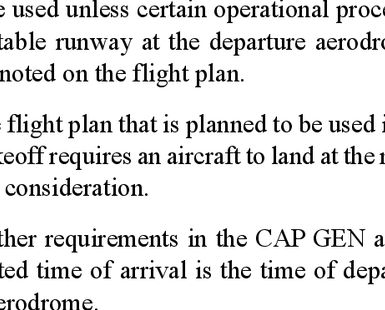 used unless certain operational proce
table runway at the departure aerodro
noted on the flight plan.
flight plan that is planned to be used i
keoff requires an aircraft to land at the
consideration.
ther requirements in the CAP GEN a
ted time of arrival is the time of depa
erodrome.